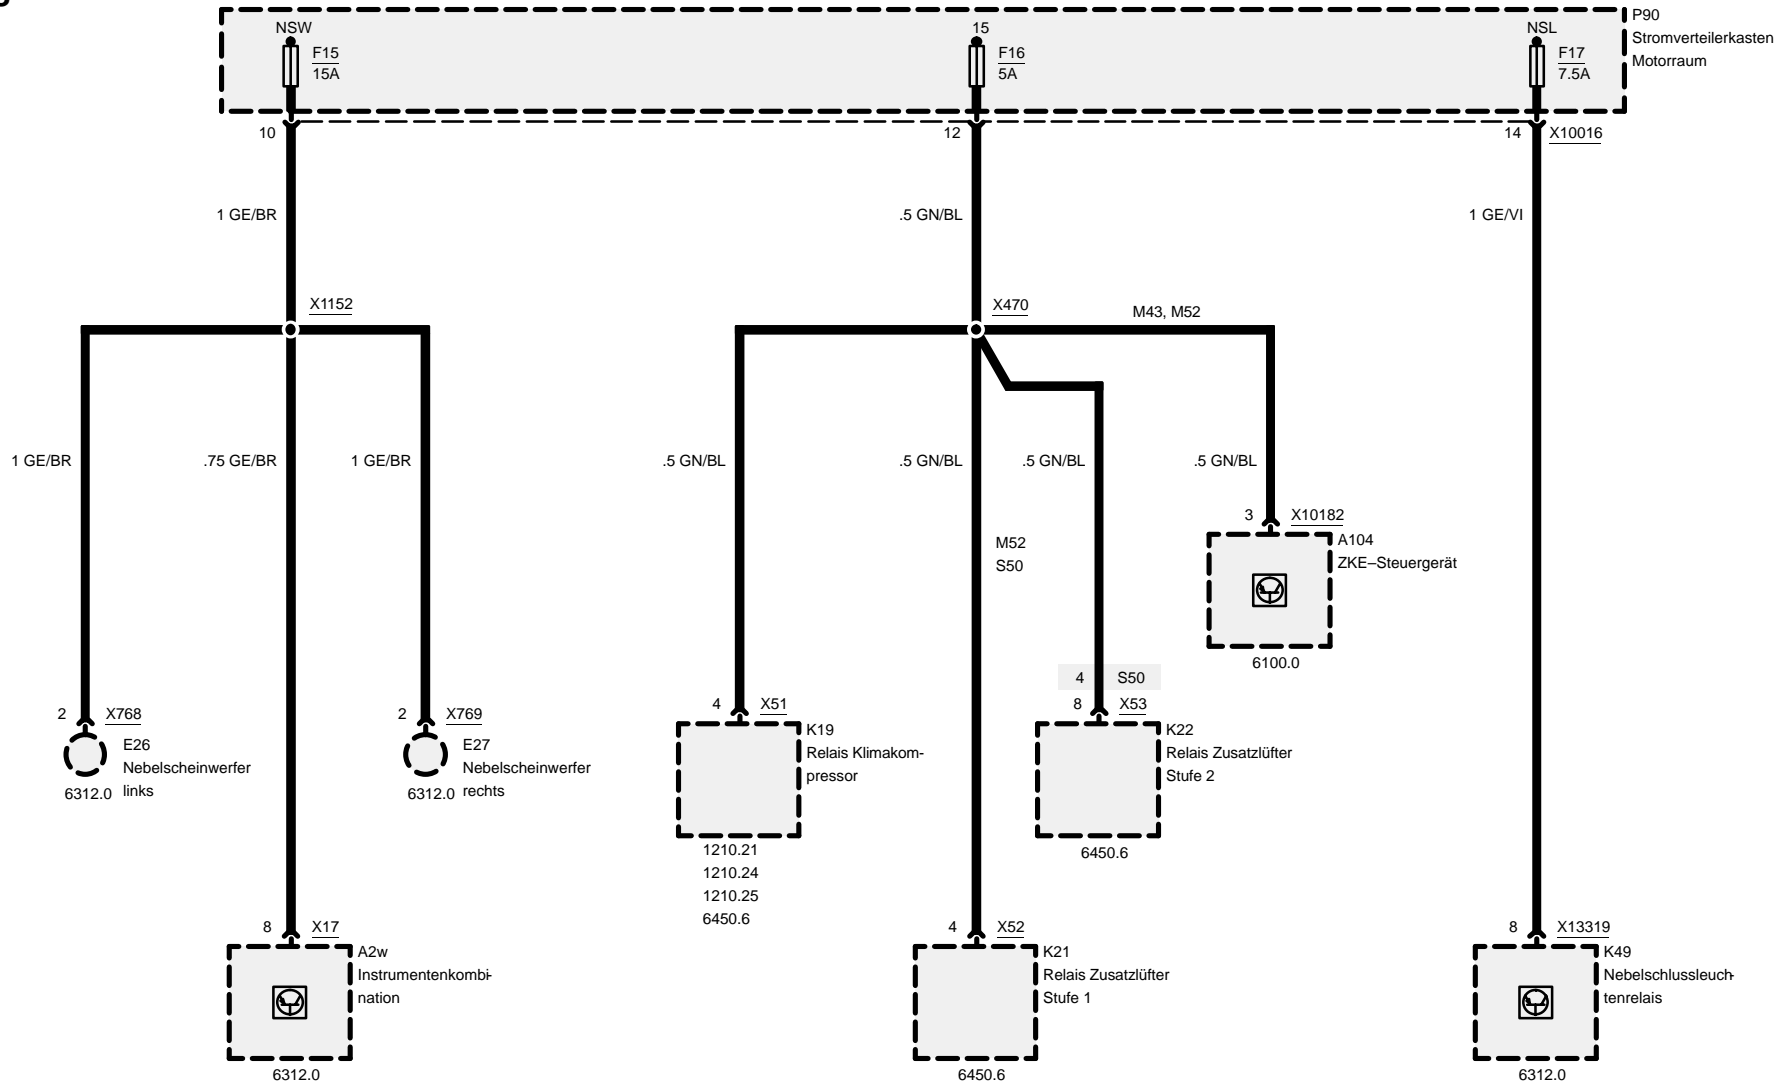 NSW
15
NSL
P90
Stromverteilerkasten
Motorraum
F15
15A
F16
5A
F17
7.5A
10
12
14
X10016
1 GE/BR
.5 GN/BL
1 GE/VI
X1152
X470
M43, M52
1 GE/BR
.75 GE/BR
1 GE/BR
.5 GN/BL
.5 GN/BL
.5 GN/BL
.5 GN/BL
3
X10182
A104
ZKE–Steuergerät
6100.0
M52
S50
4
S50
2
X768
E26
Nebelscheinwerfer
links
6312.0
2
X769
E27
Nebelscheinwerfer
rechts
6312.0
4
X51
K19
Relais Klimakom-
pressor
1210.21
1210.24
1210.25
6450.6
8
X53
K22
Relais Zusatzlüfter
Stufe 2
6450.6
8
X17
A2w
Instrumentenkombi-
nation
6312.0
4
X52
K21
Relais Zusatzlüfter
Stufe 1
6450.6
8
X13319
K49
Nebelschlussleuch-
tenrelais
6312.0